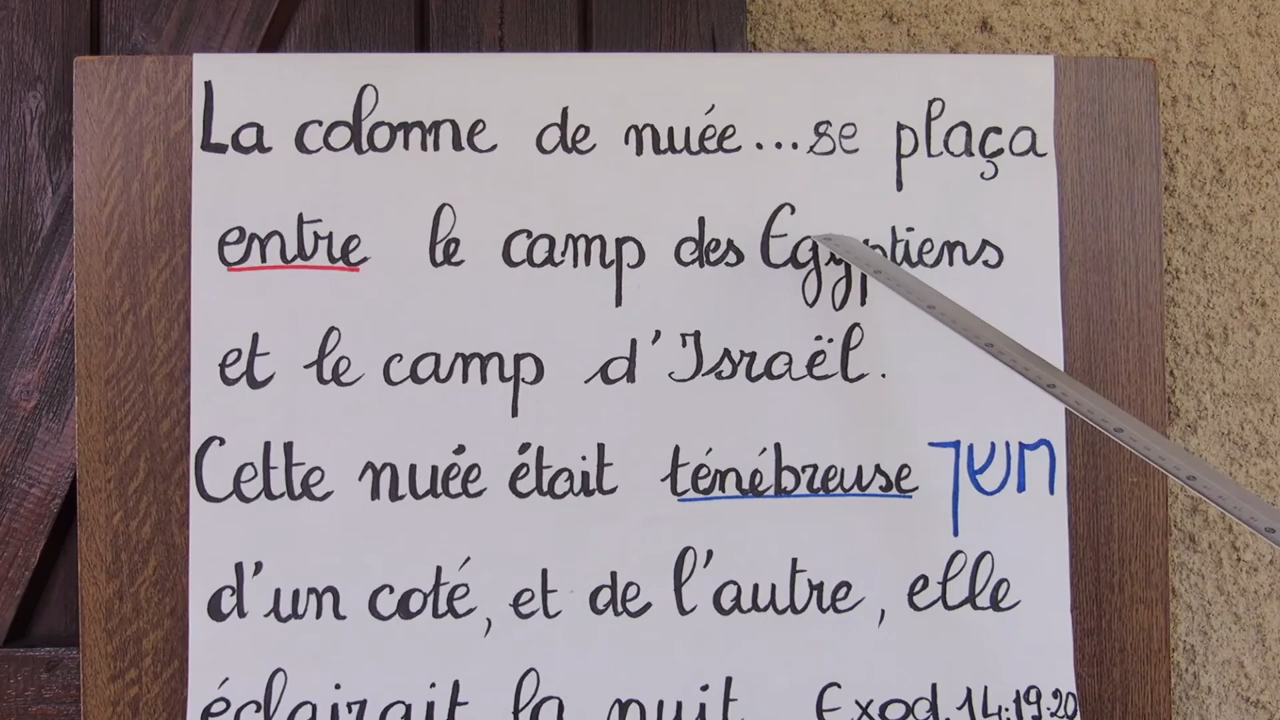 La colonne de nuée...se plaça
entre le camp des Egyptiens
et le camp d'Israël.
Cette nuée était ténébreuse חשך
d'un coté, et de l'autre, elle
éclairait la nuit. Exod.14:19.20